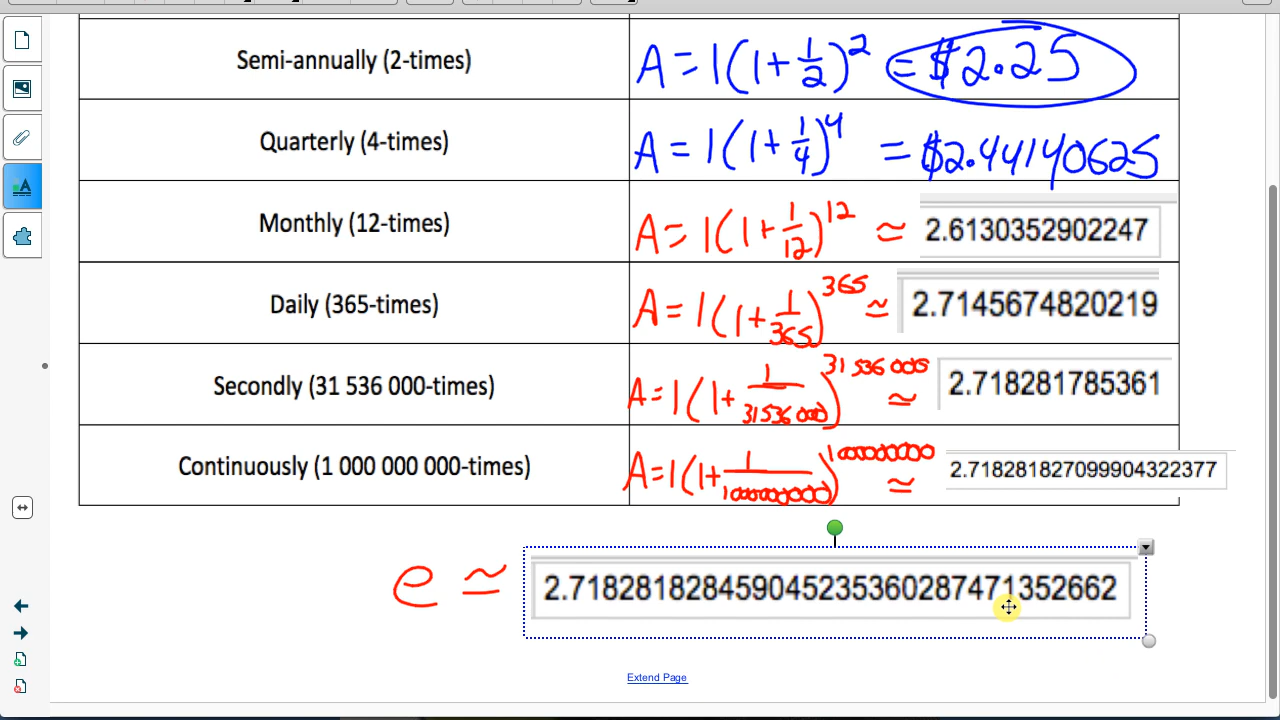 Semi-annually (2-times) A = 1(1+1/2)^2 = $2.25
Quarterly (4-times) A = 1(1+1/4)^4 = $2.44140625
Monthly (12-times) A = 1(1+1/12)^12 ≃ 2.6130352902247
Daily (365-times) A = 1(1+1/365)^365 ≃ 2.7145674820219
Secondly (31 536 000-times) A = 1(1+1/31536000)^31536000 ≃ 2.718281785361
Continuously (1 000 000 000-times) A = 1(1+1/1000000000)^1000000000 ≃ 2.718281827099904322377
e ≃ 2.718281828459045235360287471352662
Extend Page